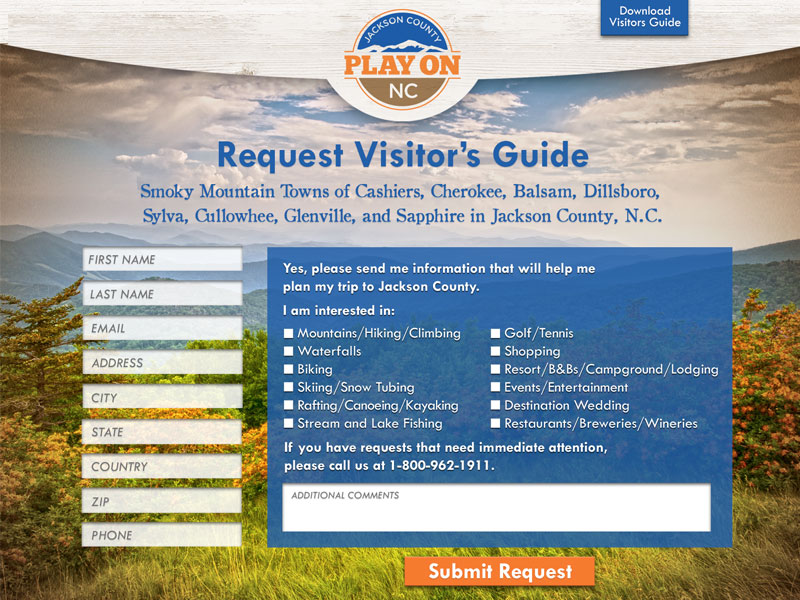 Download
Visitors Guide
JACKSON COUNTY
PLAY ON
NC
Request Visitor's Guide
Smoky Mountain Towns of Cashiers, Cherokee, Balsam, Dillsboro,
Sylva, Cullowhee, Glenville, and Sapphire in Jackson County, N.C.
FIRST NAME
LAST NAME
EMAIL
ADDRESS
CITY
STATE
COUNTRY
ZIP
PHONE
Yes, please send me information that will help me
plan my trip to Jackson County.
I am interested in:
Mountains/Hiking/Climbing
Waterfalls
Biking
Skiing/Snow Tubing
Rafting/Canoeing/Kayaking
Stream and Lake Fishing
Golf/Tennis
Shopping
Resort/B&Bs/Campground/Lodging
Events/Entertainment
Destination Wedding
Restaurants/Breweries/Wineries
If you have requests that need immediate attention,
please call us at 1-800-962-1911.
ADDITIONAL COMMENTS
Submit Request